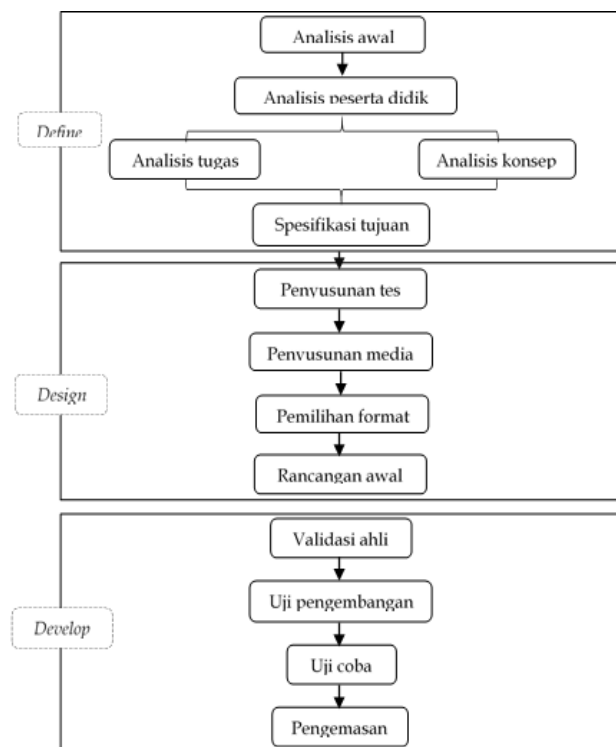 Analisis awal
Analisis peserta didik
Define
Analisis tugas
Analisis konsep
Spesifikasi tujuan
Penyusunan tes
Penyusunan media
Design
Pemilihan format
Rancangan awal
Validasi ahli
Uji pengembangan
Develop
Uji coba
Pengemasan